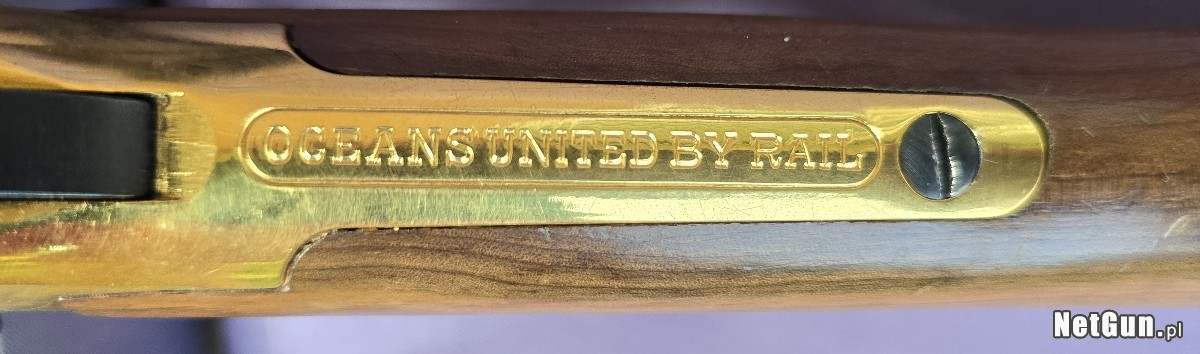 OCEANS UNITED BY RAIL
NetGun.pl